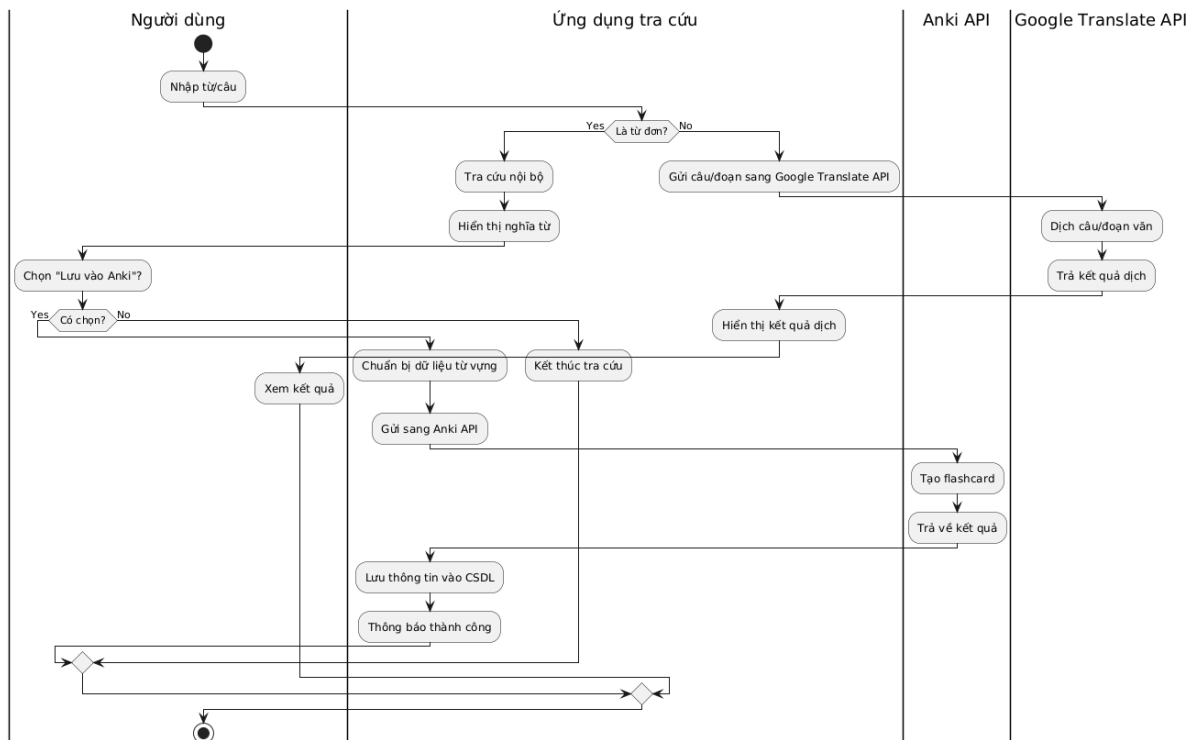 Người dùng
Ứng dụng tra cứu
Anki API
Google Translate API
Nhập từ/câu
Yes
Là từ đơn?
No
Tra cứu nội bộ
Gửi câu/đoạn sang Google Translate API
Hiển thị nghĩa từ
Dịch câu/đoạn văn
Chọn "Lưu vào Anki"?
Trả kết quả dịch
Yes
Có chọn?
No
Hiển thị kết quả dịch
Chuẩn bị dữ liệu từ vựng
Kết thúc tra cứu
Xem kết quả
Gửi sang Anki API
Tạo flashcard
Trả về kết quả
Lưu thông tin vào CSDL
Thông báo thành công